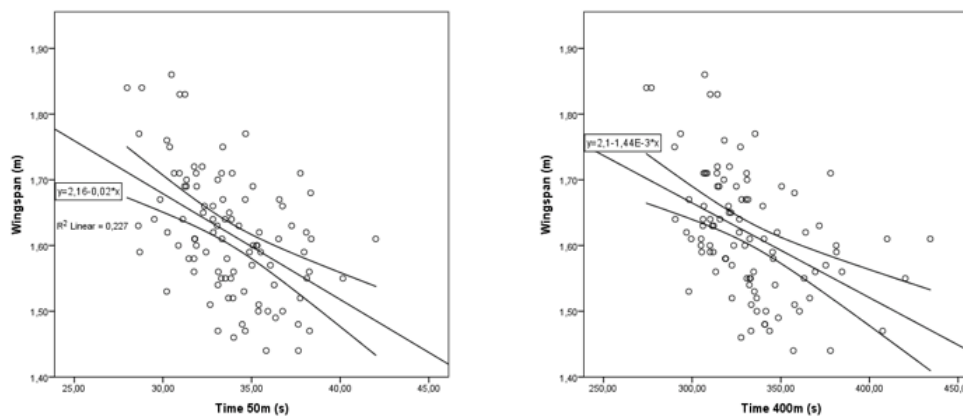 1,90
1,80
1,70
1,60
1,50
1,40
Wingspan (m)
y=2,16-0,02*x
R² Linear = 0,227
25,00 30,00 35,00 40,00 45,00
Time 50m (s)
1,90
1,80
1,70
1,60
1,50
1,40
Wingspan (m)
y=2,1-1,44E-3*x
250,00 300,00 350,00 400,00
Time 400m (s)